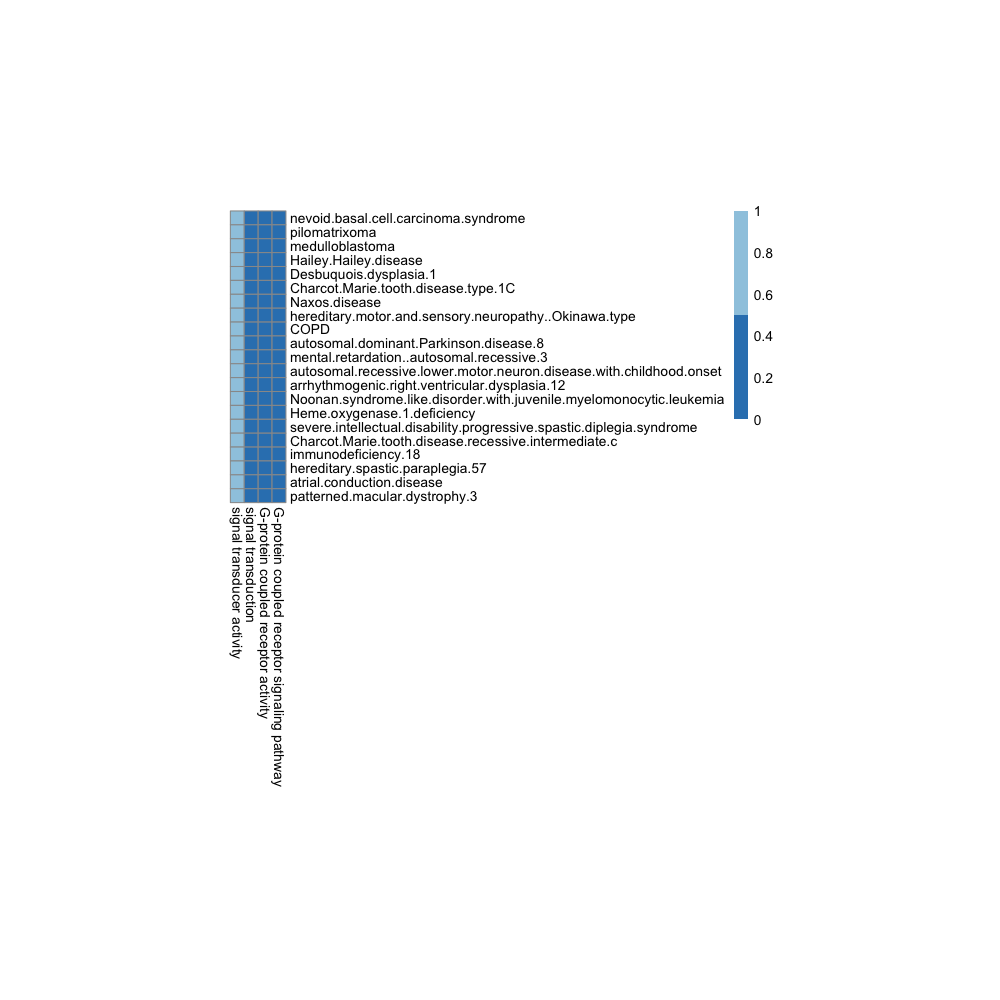 nevoid.basal.cell.carcinoma.syndrome
pilomatrixoma
medulloblastoma
Hailey.Hailey.disease
Desbuquois.dysplasia.1
Charcot.Marie.tooth.disease.type.1C
Naxos.disease
hereditary.motor.and.sensory.neuropathy..Okinawa.type
COPD
autosomal.dominant.Parkinson.disease.8
mental.retardation..autosomal.recessive.3
autosomal.recessive.lower.motor.neuron.disease.with.childhood.onset
arrhythmogenic.right.ventricular.dysplasia.12
Noonan.syndrome.like.disorder.with.juvenile.myelomonocytic.leukemia
Heme.oxygenase.1.deficiency
severe.intellectual.disability.progressive.spastic.diplegia.syndrome
Charcot.Marie.tooth.disease.recessive.intermediate.c
immunodeficiency.18
hereditary.spastic.paraplegia.57
atrial.conduction.disease
patterned.macular.dystrophy.3
signal transducer activity
signal transduction
G-protein coupled receptor activity
G-protein coupled receptor signaling pathway
1
0.8
0.6
0.4
0.2
0